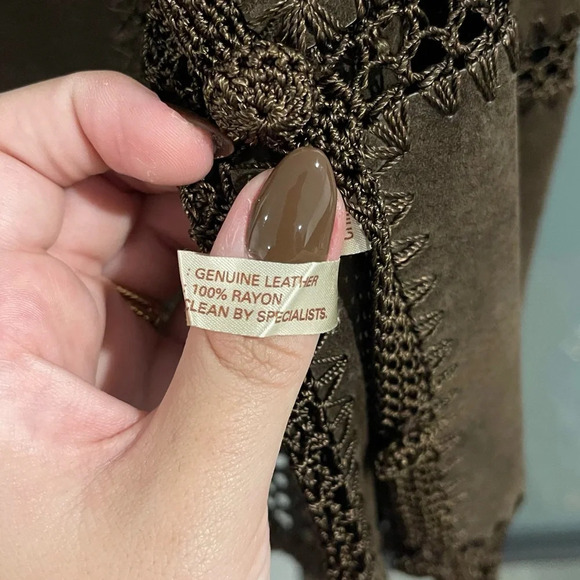 : GENUINE LEATHER
: 100% RAYON
CLEAN BY SPECIALISTS.